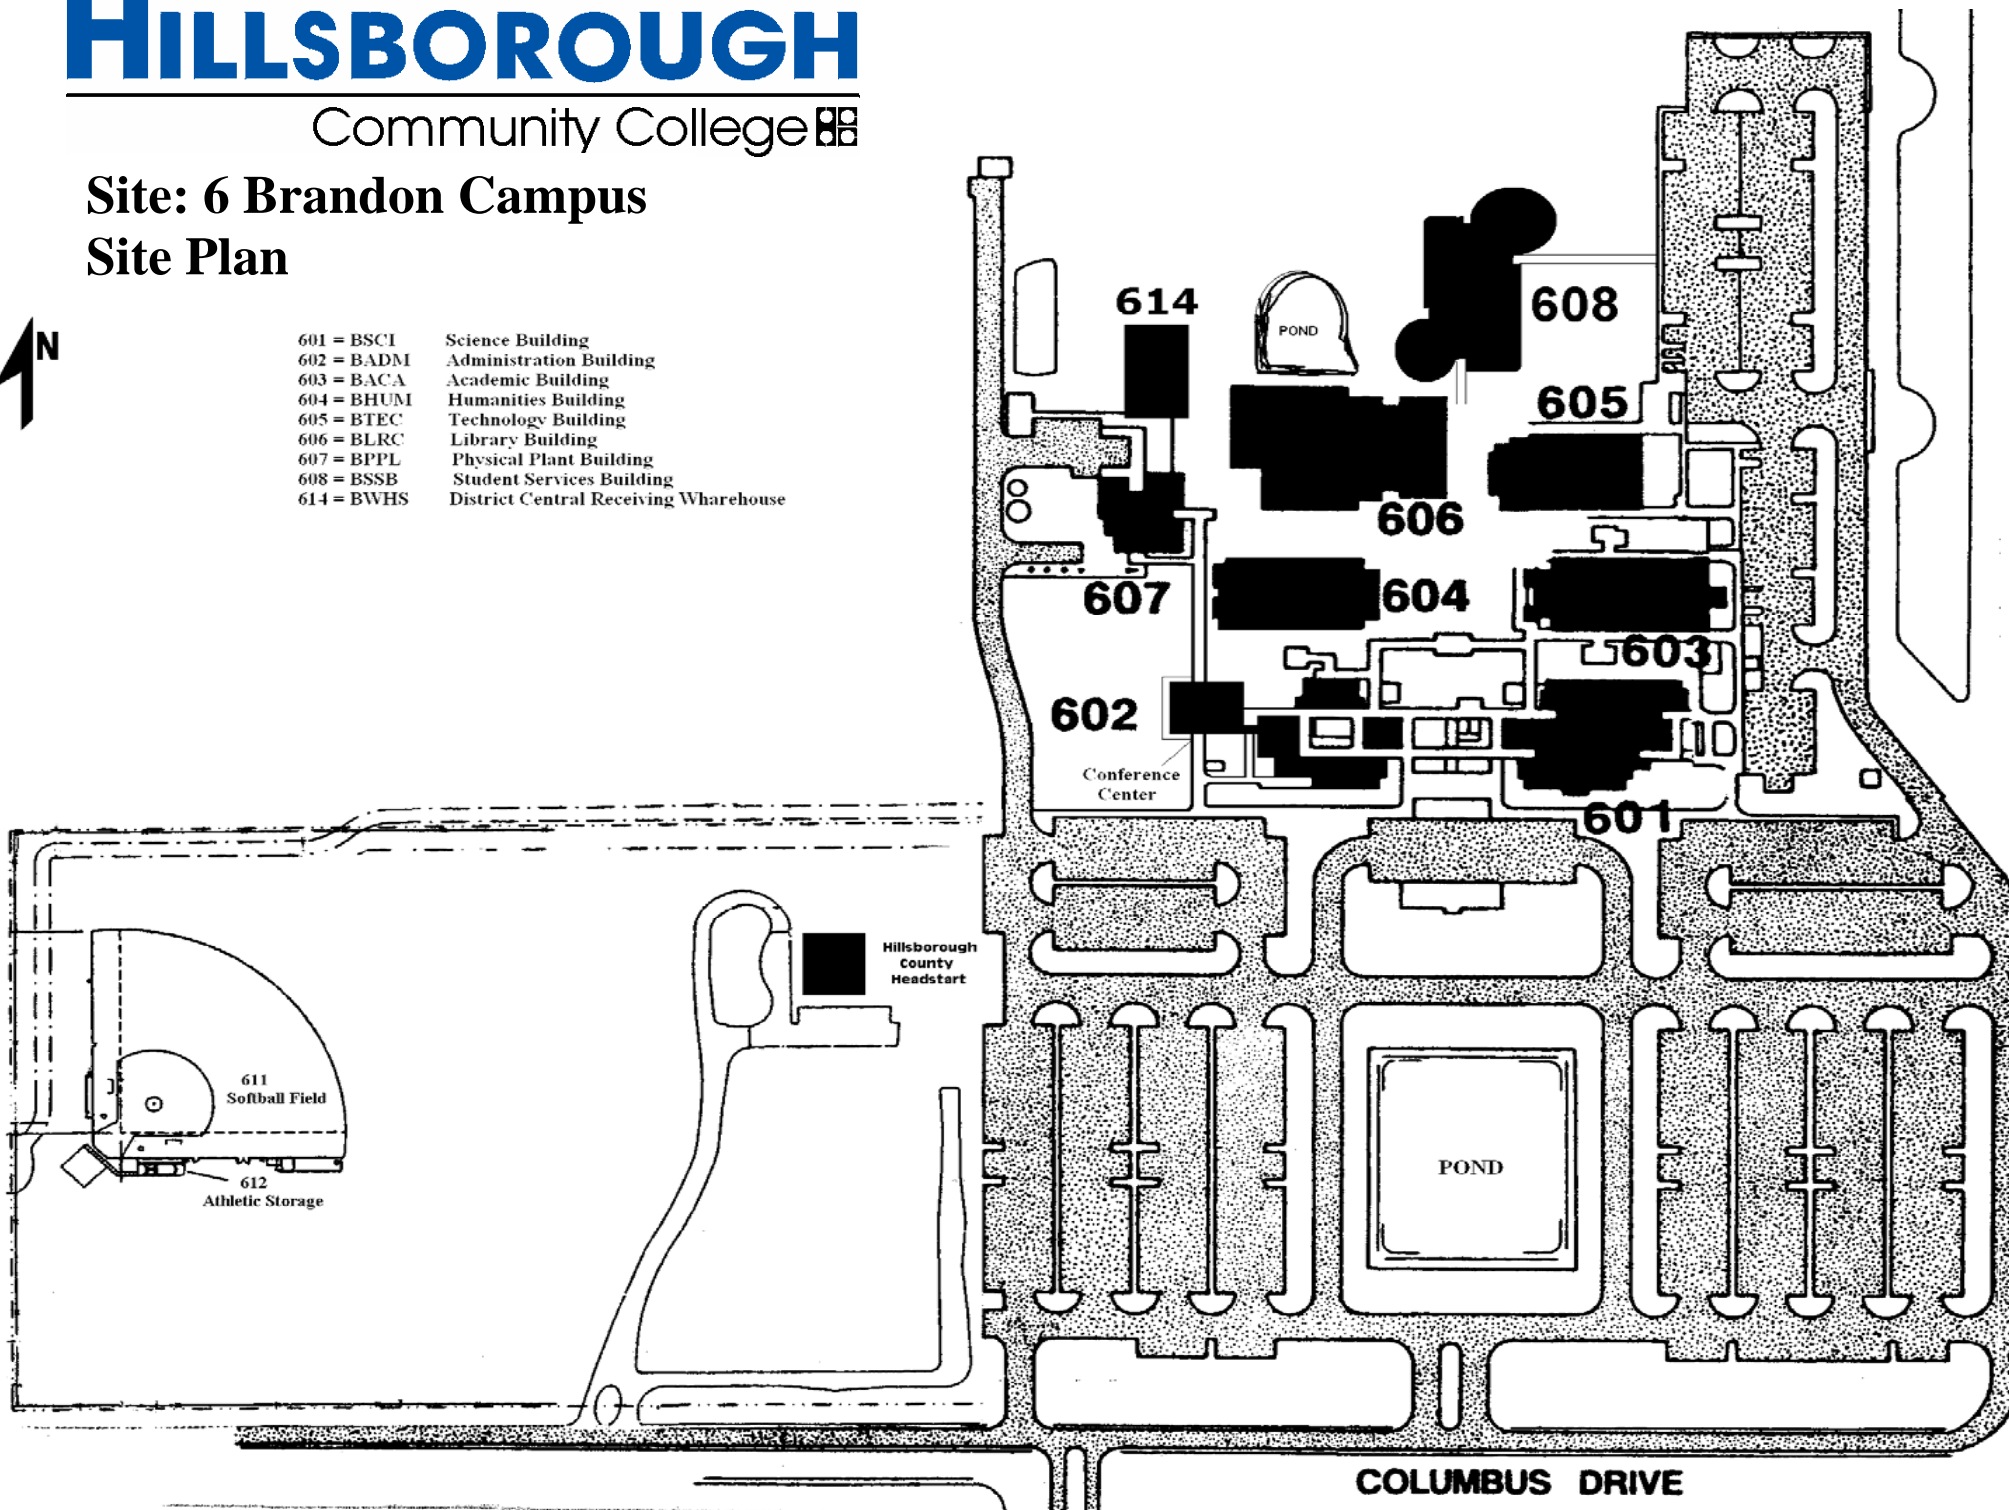 HILLSBOROUGH
Community College
Site: 6 Brandon Campus
Site Plan
N
601 = BSCI Science Building
602 = BADM Administration Building
603 = BACA Academic Building
604 = BHUM Humanities Building
605 = BTEC Technology Building
606 = BLRC Library Building
607 = BPPL Physical Plant Building
608 = BSSB Student Services Building
614 = BWHS District Central Receiving Wharehouse
614
POND
608
605
606
607
604
603
602
Conference
Center
601
Hillsborough
County
Headstart
611
Softball Field
612
Athletic Storage
POND
COLUMBUS DRIVE